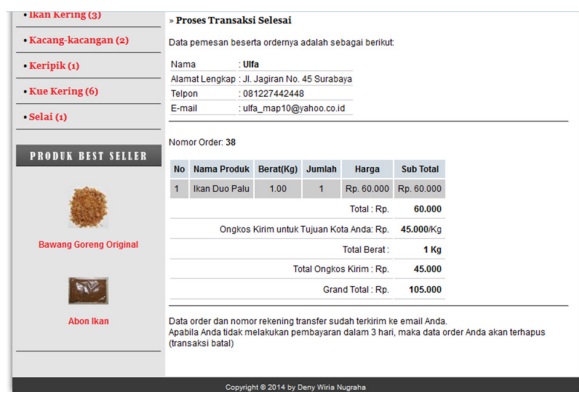 • Ikan Kering (3)
• Kacang-kacangan (2)
• Keripik (1)
• Kue Kering (6)
• Selai (1)
PRODUK BEST SELLER
Bawang Goreng Original
Abon Ikan
» Proses Transaksi Selesai
Data pemesan beserta ordernya adalah sebagai berikut:
Nama : Ulfa
Alamat Lengkap : Jl. Jagiran No. 45 Surabaya
Telpon : 081227442448
E-mail : ulfa_map10@yahoo.co.id
Nomor Order: 38
No Nama Produk Berat(Kg) Jumlah Harga Sub Total
1 Ikan Duo Palu 1.00 1 Rp. 60.000 Rp. 60.000
Total : Rp. 60.000
Ongkos Kirim untuk Tujuan Kota Anda: Rp. 45.000/Kg
Total Berat : 1 Kg
Total Ongkos Kirim : Rp. 45.000
Grand Total : Rp. 105.000
Data order dan nomor rekening transfer sudah terkirim ke email Anda.
Apabila Anda tidak melakukan pembayaran dalam 3 hari, maka data order Anda akan terhapus
(transaksi batal)
Copyright © 2014 by Deny Wiria Nugraha